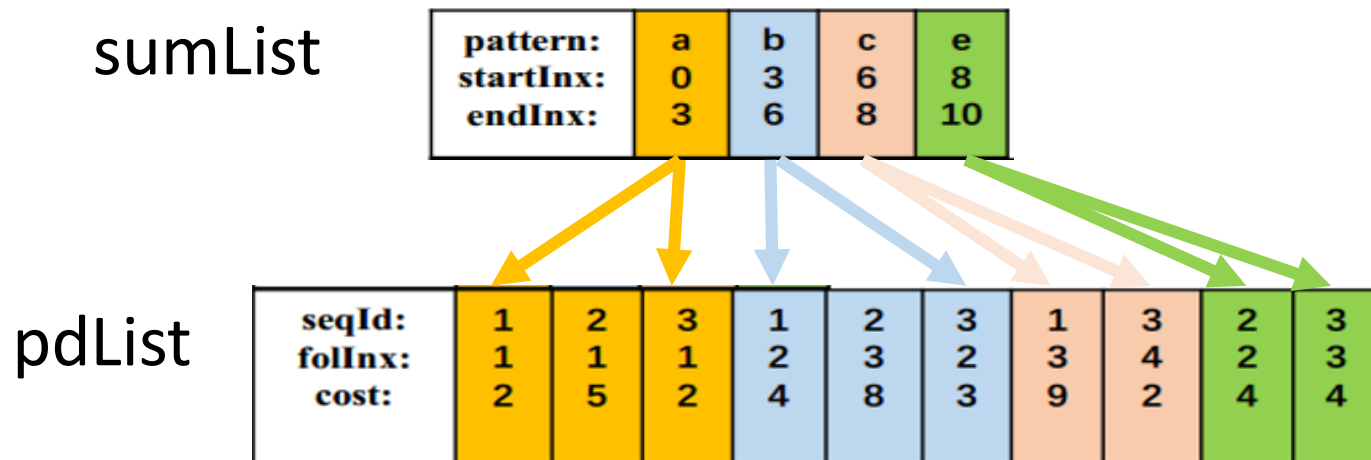 sumList
pattern: a b c e
startInx: 0 3 6 8
endInx: 3 6 8 10
pdList
seqId: 1 2 3 1 2 3 1 3 2 3
folInx: 1 1 1 2 3 2 3 4 2 3
cost: 2 5 2 4 8 3 9 2 4 4